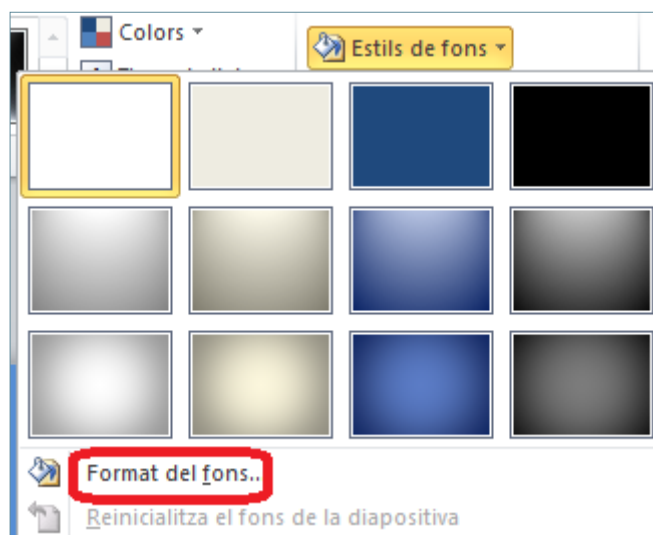 Colors
Estils de fons
Format del fons..
Reinicialitza el fons de la diapositiva